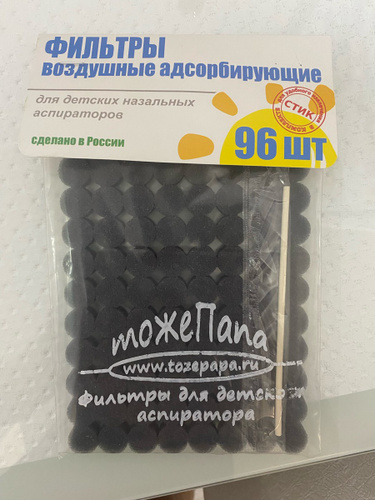 ФИЛЬТРЫ
воздушные адсорбирующие
для детских назальных
аспираторов
СТИК
сделано в России
96 шт
тожеПапа
www.tozepapa.ru
фильтры для детского
аспиратора